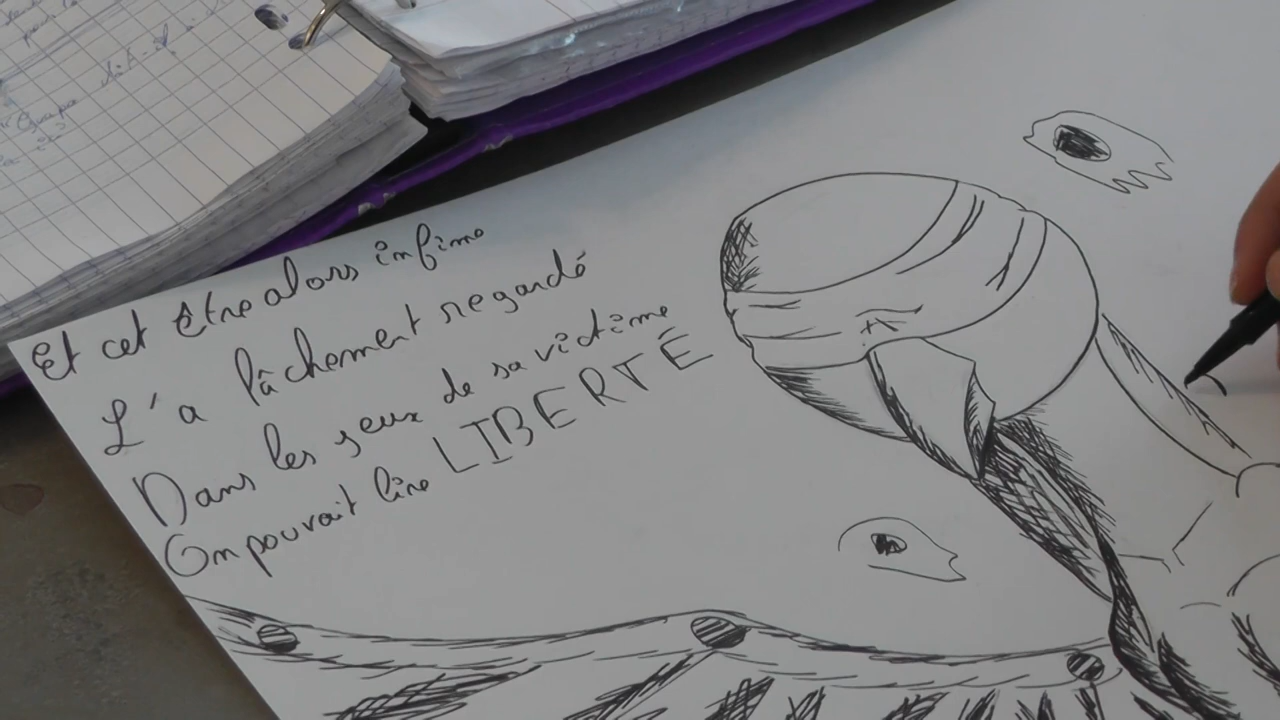 Et cet être alors infime
L'a lâchement regardé
Dans les yeux de sa victime
On pouvait lire LIBERTÉ